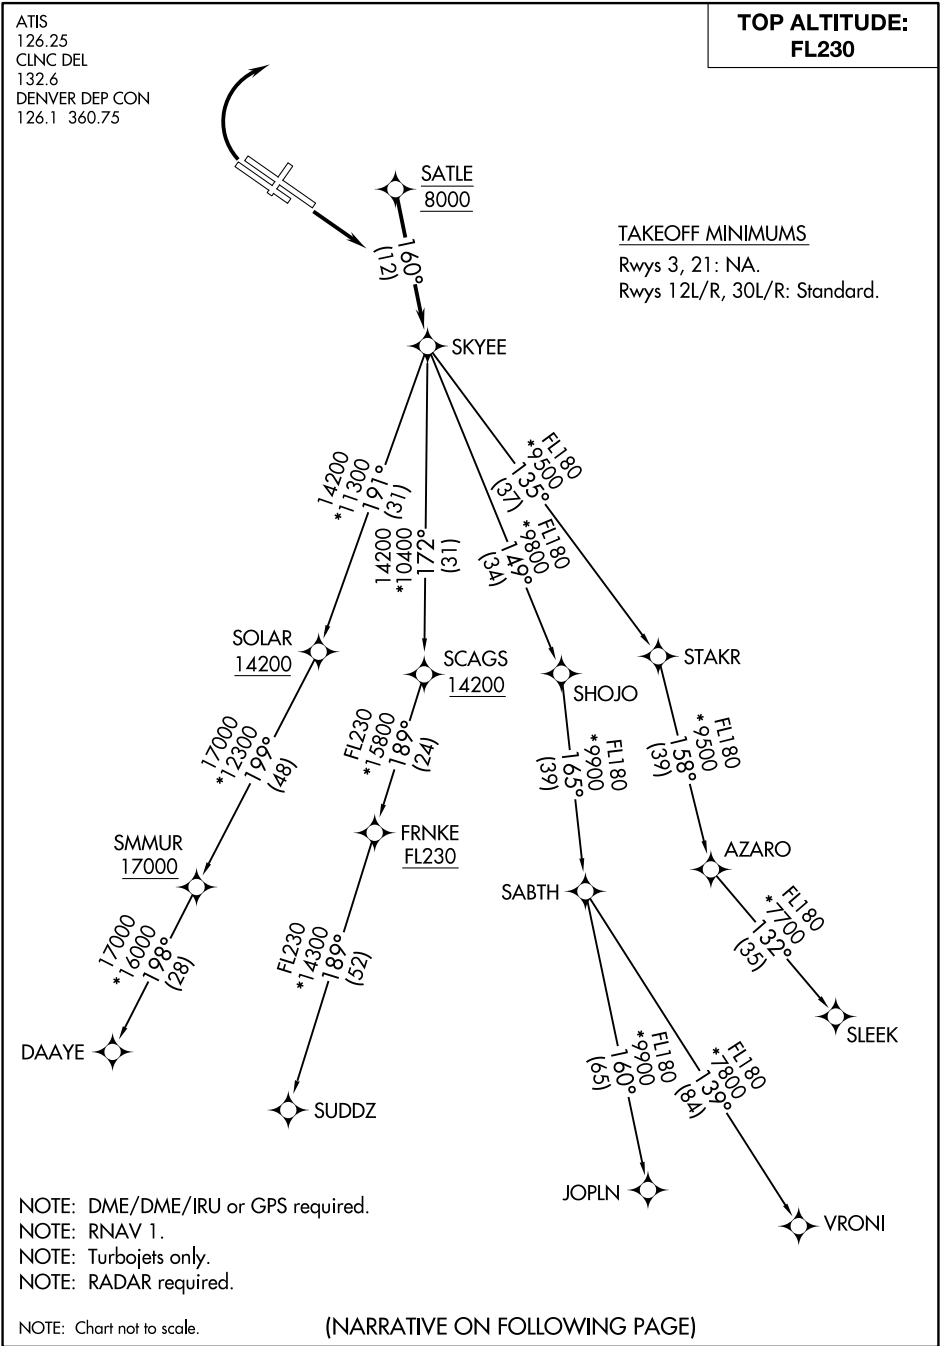 ATIS
126.25
CLNC DEL
132.6
DENVER DEP CON
126.1 360.75
TOP ALTITUDE:
FL230
SATLE
8000
160°
(12)
TAKEOFF MINIMUMS
Rwys 3, 21: NA.
Rwys 12L/R, 30L/R: Standard.
SKYEE
14200
*11300
191°
(31)
14200
*10400
172°
(31)
FL180
*9800
149°
(34)
FL180
*9500
135°
(37)
SOLAR
14200
SCAGS
14200
SHOJO
STAKR
17000
*12300
199°
(48)
FL230
*15800
189°
(24)
FL180
*9900
165°
(39)
FL180
*9500
158°
(39)
SMMUR
17000
FRNKE
FL230
SABTH
AZARO
17000
*16000
198°
(28)
FL230
*14300
189°
(52)
FL180
*9900
160°
(65)
FL180
*7800
139°
(84)
FL180
*7700
132°
(35)
DAAYE
SUDDZ
JOPLN
VRONI
SLEEK
NOTE: DME/DME/IRU or GPS required.
NOTE: RNAV 1.
NOTE: Turbojets only.
NOTE: RADAR required.
NOTE: Chart not to scale.
(NARRATIVE ON FOLLOWING PAGE)